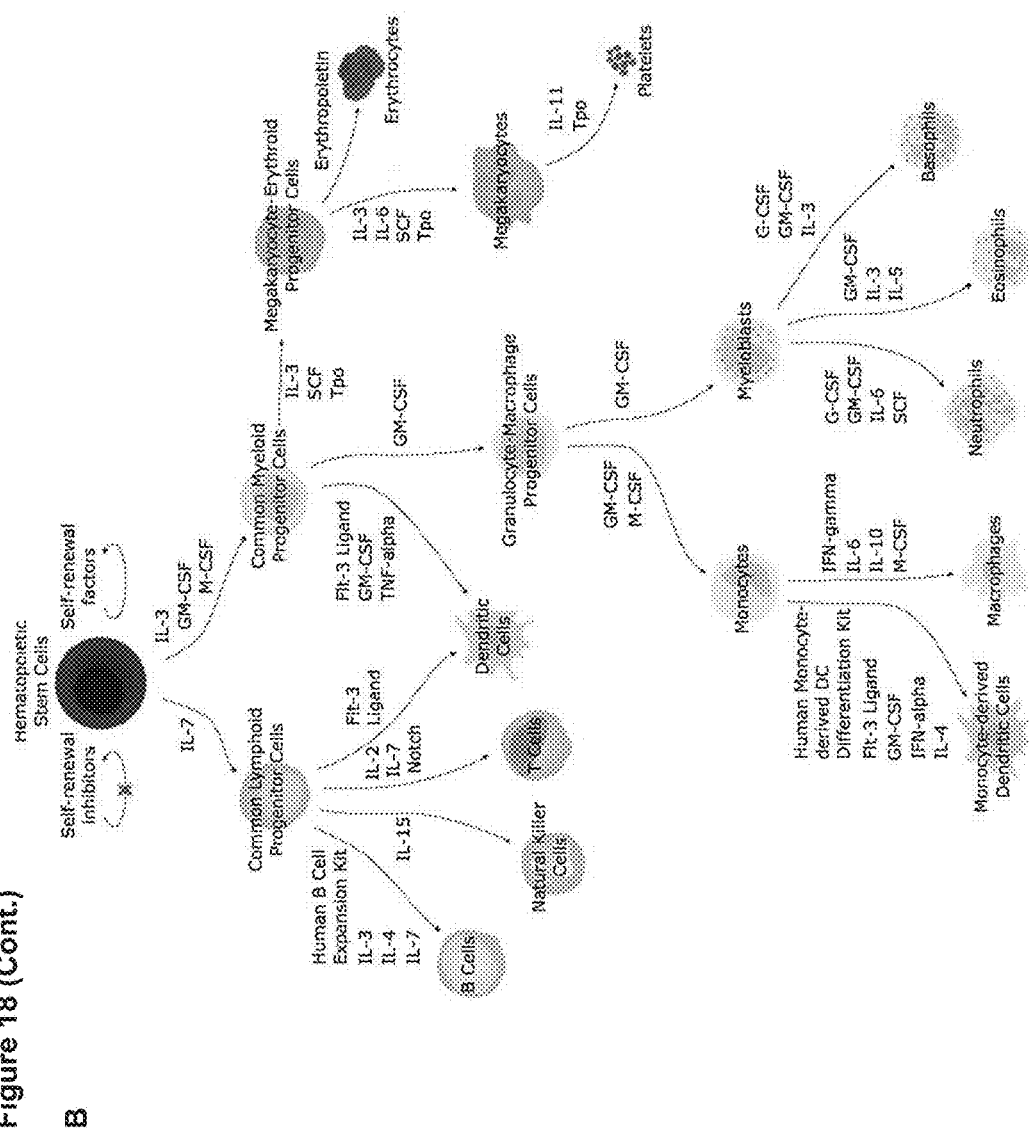 Figure 18 (Cont.)
B
Hematopoietic
Stem Cells
Self-renewal
inhibitors
Self-renewal
factors
IL-7
IL-3
GM-CSF
M-CSF
Common Lymphoid
Progenitor Cells
Common Myeloid
Progenitor Cells
IL-3
SCF
Tpo
Megakaryocyte-Erythroid
Progenitor Cells
Erythropoietin
Erythrocytes
IL-3
IL-6
SCF
Tpo
Megakaryocytes
IL-11
Tpo
Platelets
Human B Cell
Expansion Kit
IL-3
IL-4
IL-7
B Cells
IL-15
Natural Killer
Cells
IL-2
IL-7
Notch
T Cells
Flt-3
Ligand
Dendritic
Cells
Flt-3 Ligand
GM-CSF
TNF-alpha
GM-CSF
Granulocyte-Macrophage
Progenitor Cells
GM-CSF
M-CSF
GM-CSF
Monocytes
Myeloblasts
Human Monocyte-
derived DC
Differentiation Kit
Flt-3 Ligand
GM-CSF
IFN-alpha
IL-4
Monocyte-derived
Dendritic Cells
IFN-gamma
IL-6
IL-10
M-CSF
Macrophages
G-CSF
GM-CSF
IL-6
SCF
Neutrophils
GM-CSF
IL-3
IL-5
Eosinophils
G-CSF
GM-CSF
IL-3
Basophils